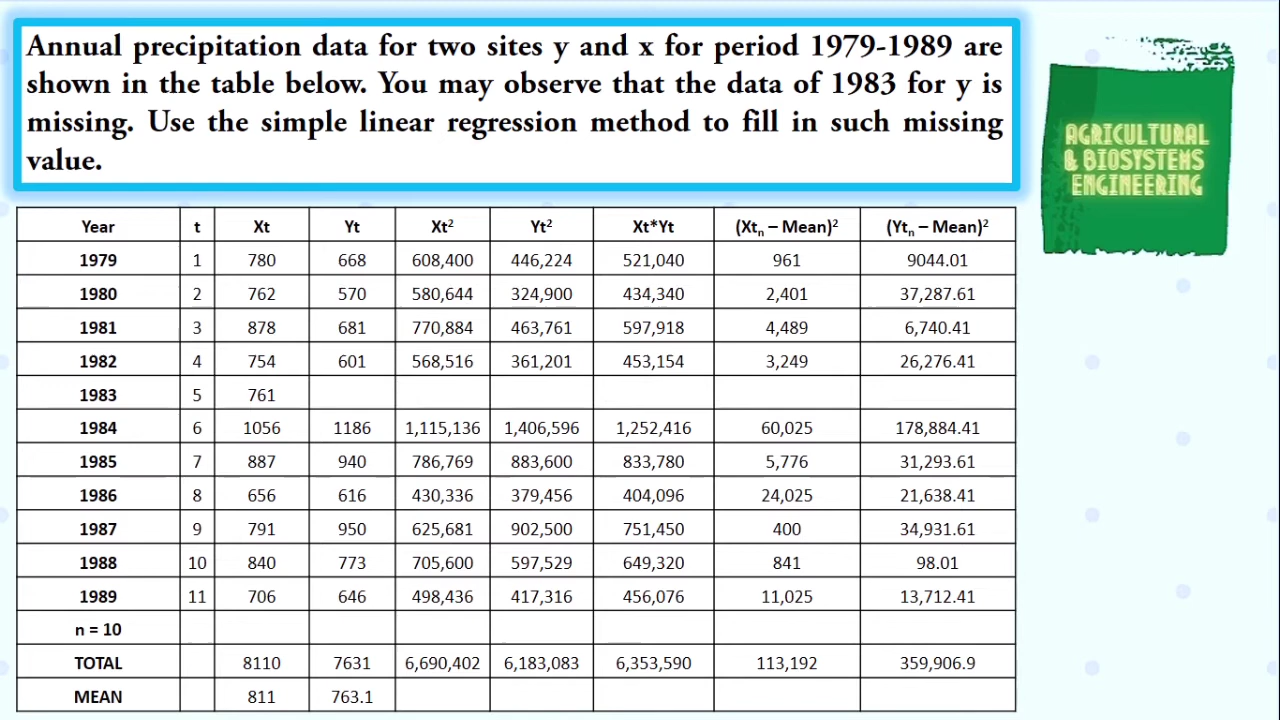 Annual precipitation data for two sites y and x for period 1979-1989 are
shown in the table below. You may observe that the data of 1983 for y is
missing. Use the simple linear regression method to fill in such missing
value.
AGRICULTURAL
& BIOSYSTEMS
ENGINEERING
Year t Xt Yt Xt² Yt² Xt*Yt (Xtₙ – Mean)² (Ytₙ – Mean)²
1979 1 780 668 608,400 446,224 521,040 961 9044.01
1980 2 762 570 580,644 324,900 434,340 2,401 37,287.61
1981 3 878 681 770,884 463,761 597,918 4,489 6,740.41
1982 4 754 601 568,516 361,201 453,154 3,249 26,276.41
1983 5 761
1984 6 1056 1186 1,115,136 1,406,596 1,252,416 60,025 178,884.41
1985 7 887 940 786,769 883,600 833,780 5,776 31,293.61
1986 8 656 616 430,336 379,456 404,096 24,025 21,638.41
1987 9 791 950 625,681 902,500 751,450 400 34,931.61
1988 10 840 773 705,600 597,529 649,320 841 98.01
1989 11 706 646 498,436 417,316 456,076 11,025 13,712.41
n = 10
TOTAL 8110 7631 6,690,402 6,183,083 6,353,590 113,192 359,906.9
MEAN 811 763.1